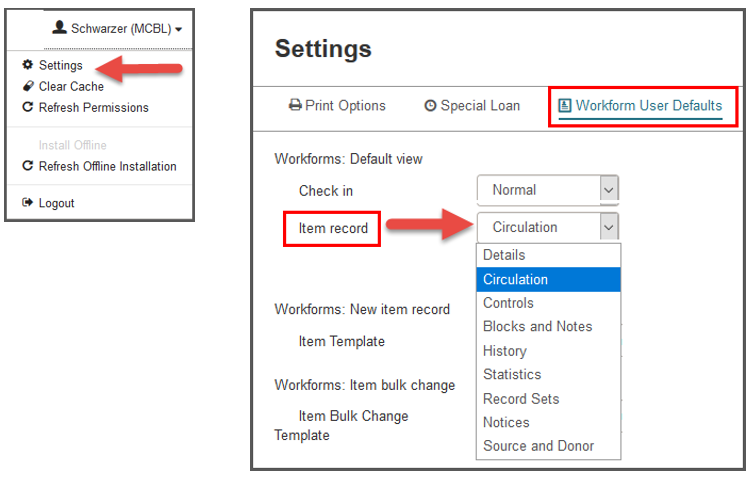 Schwarzer (MCBL)
Settings
Clear Cache
Refresh Permissions
Install Offline
Refresh Offline Installation
Logout
Settings
Print Options Special Loan Workform User Defaults
Workforms: Default view
Check in Normal
Item record Circulation
Details
Circulation
Controls
Blocks and Notes
History
Statistics
Record Sets
Notices
Source and Donor
Workforms: New item record
Item Template
Workforms: Item bulk change
Item Bulk Change
Template